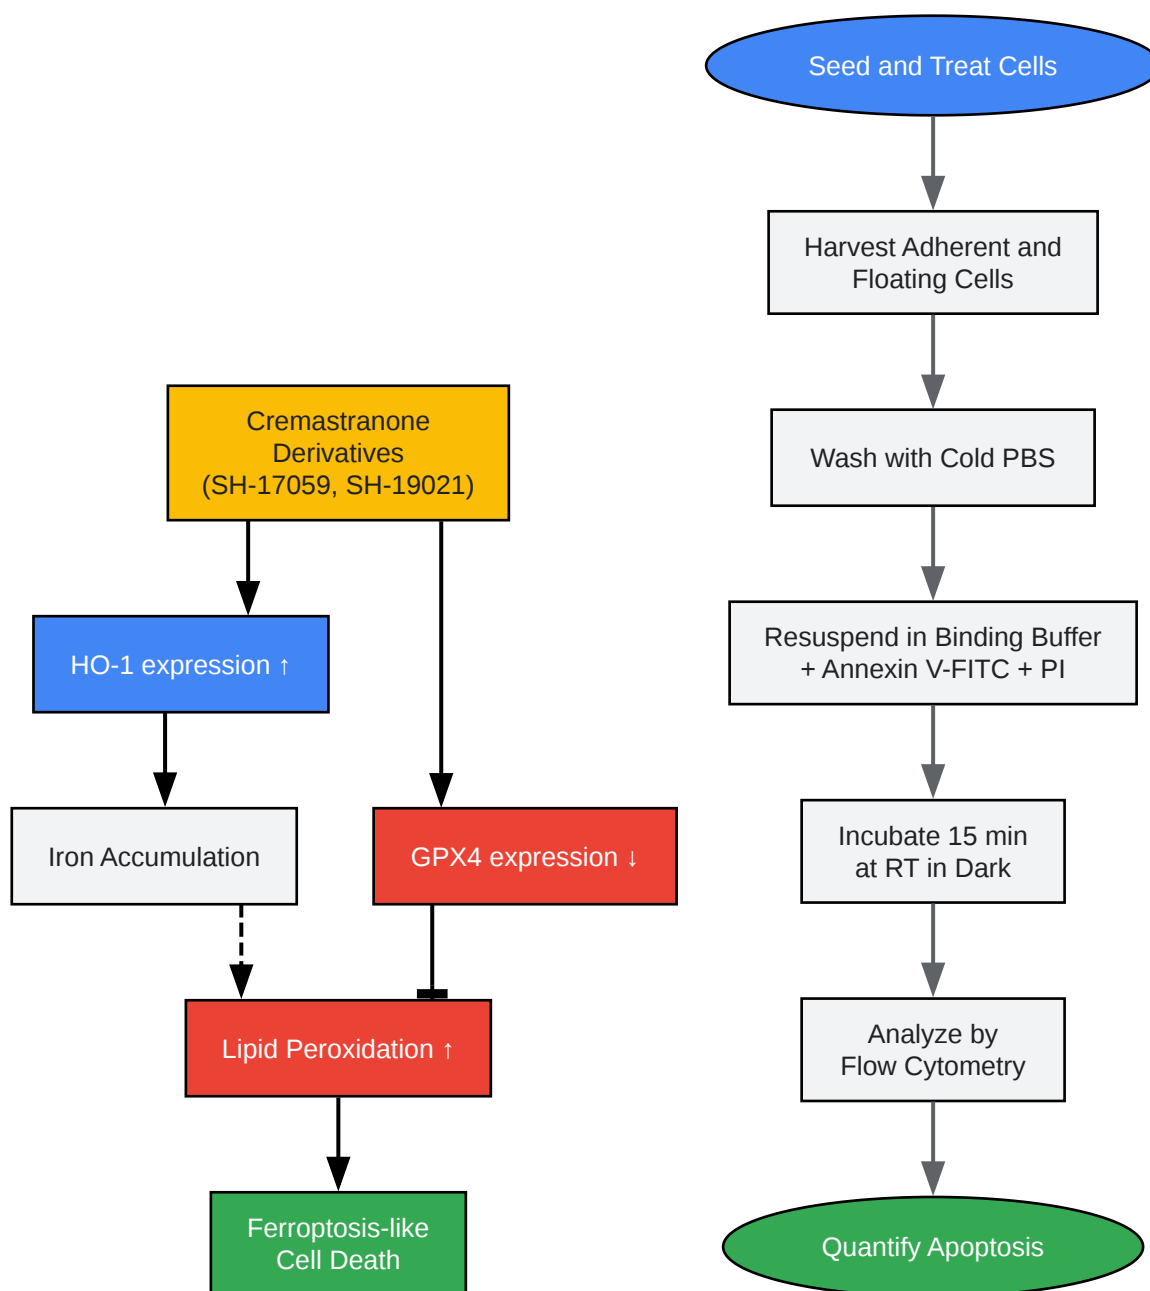 Cremastranone
Derivatives
(SH-17059, SH-19021)
HO-1 expression ↑
Iron Accumulation
GPX4 expression ↓
Lipid Peroxidation ↑
Ferroptosis-like
Cell Death
Seed and Treat Cells
Harvest Adherent and
Floating Cells
Wash with Cold PBS
Resuspend in Binding Buffer
+ Annexin V-FITC + PI
Incubate 15 min
at RT in Dark
Analyze by
Flow Cytometry
Quantify Apoptosis